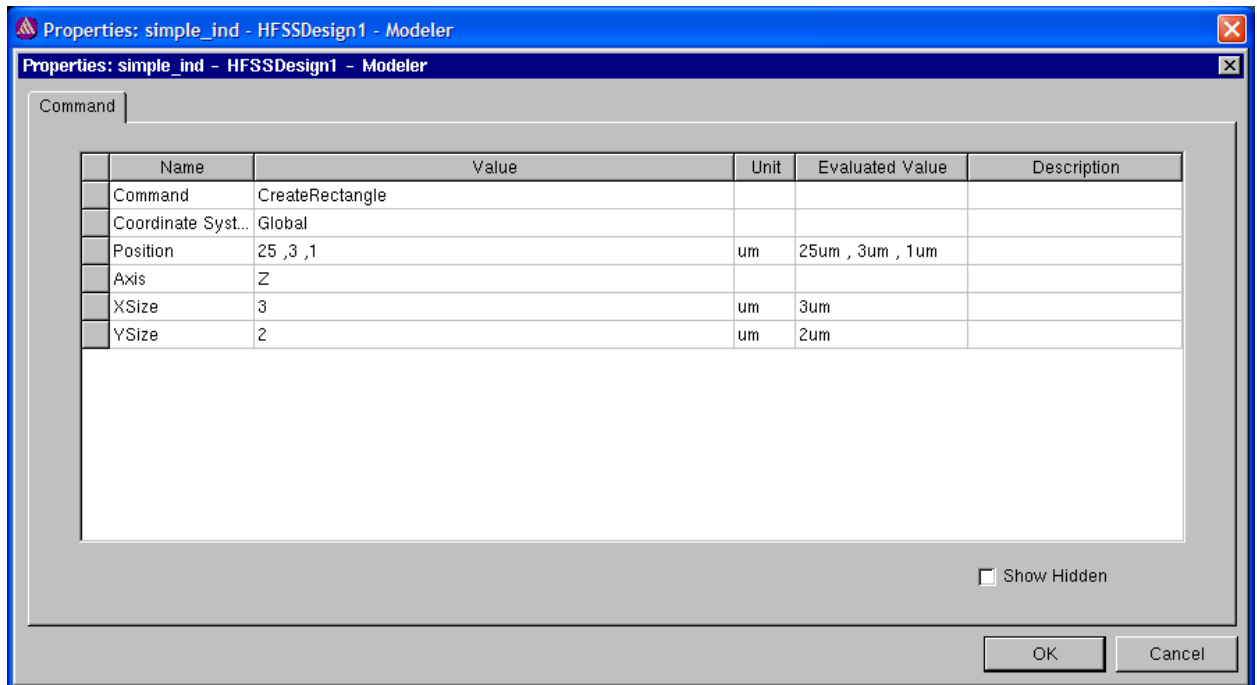 Properties: simple_ind - HFSSDesign1 - Modeler
Properties: simple_ind - HFSSDesign1 - Modeler
Command
Name Value Unit Evaluated Value Description
Command CreateRectangle
Coordinate Syst... Global
Position 25 ,3 ,1 um 25um , 3um , 1um
Axis Z
XSize 3 um 3um
YSize 2 um 2um
Show Hidden
OK Cancel